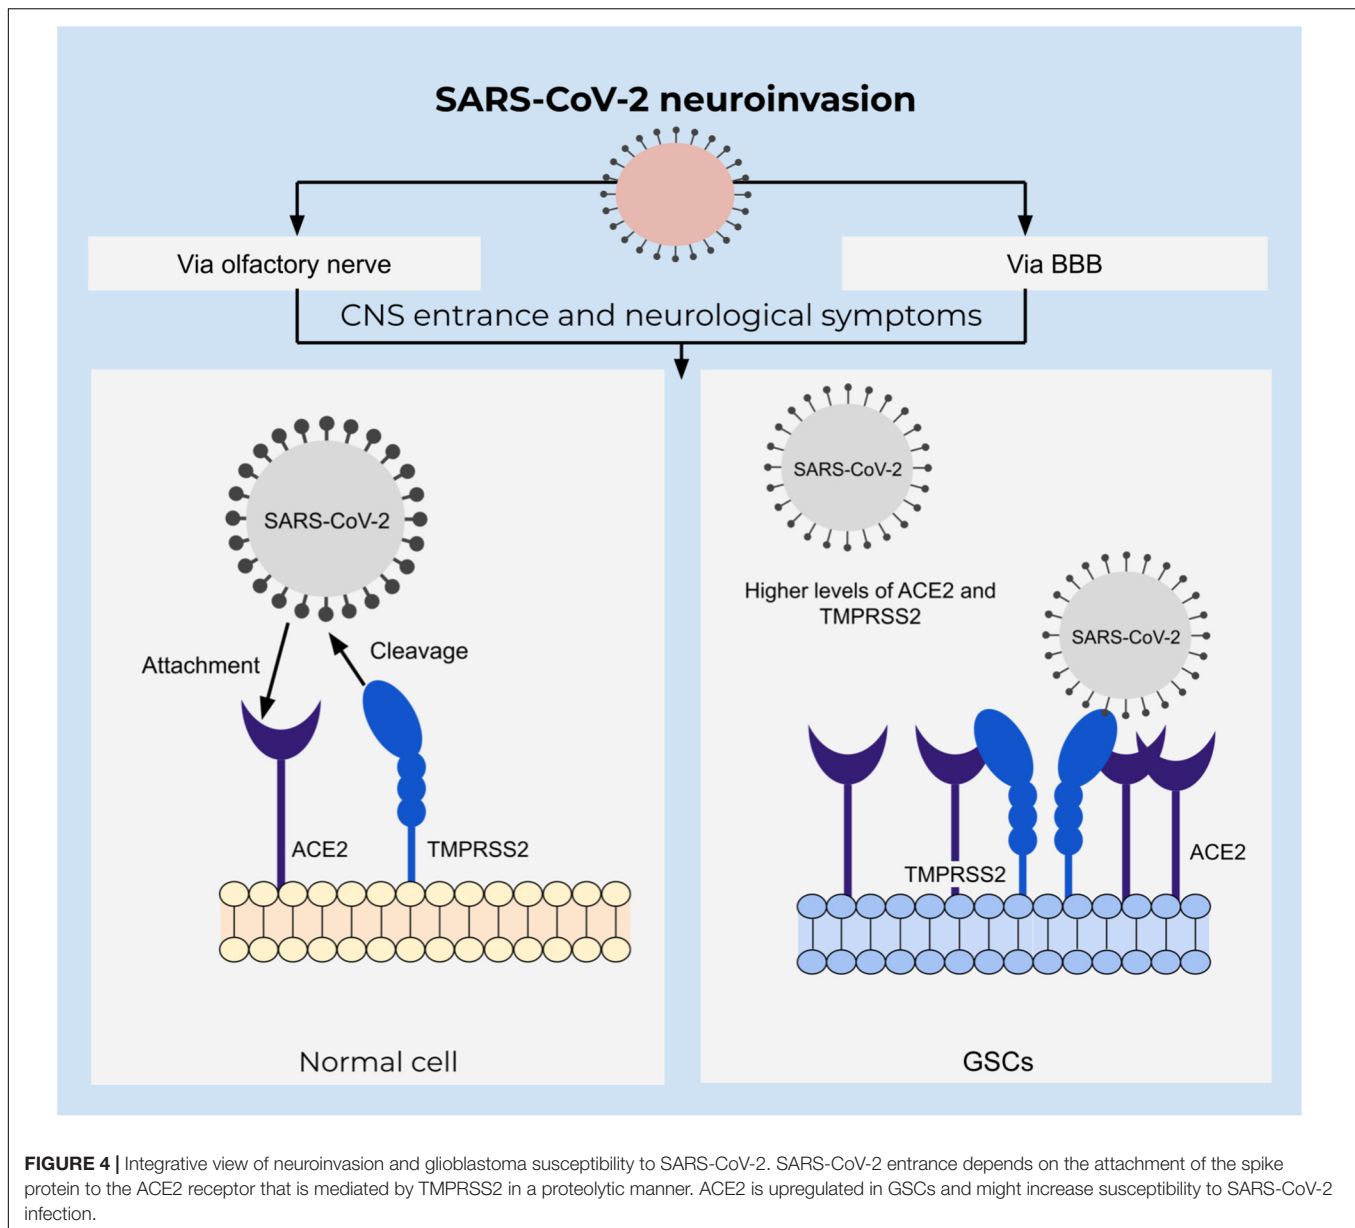 SARS-CoV-2 neuroinvasion
Via olfactory nerve
Via BBB
CNS entrance and neurological symptoms
SARS-CoV-2
Attachment
Cleavage
ACE2
TMPRSS2
Normal cell
SARS-CoV-2
Higher levels of ACE2 and
TMPRSS2
SARS-CoV-2
TMPRSS2
ACE2
GSCs
FIGURE 4 | Integrative view of neuroinvasion and glioblastoma susceptibility to SARS-CoV-2. SARS-CoV-2 entrance depends on the attachment of the spike
protein to the ACE2 receptor that is mediated by TMPRSS2 in a proteolytic manner. ACE2 is upregulated in GSCs and might increase susceptibility to SARS-CoV-2
infection.